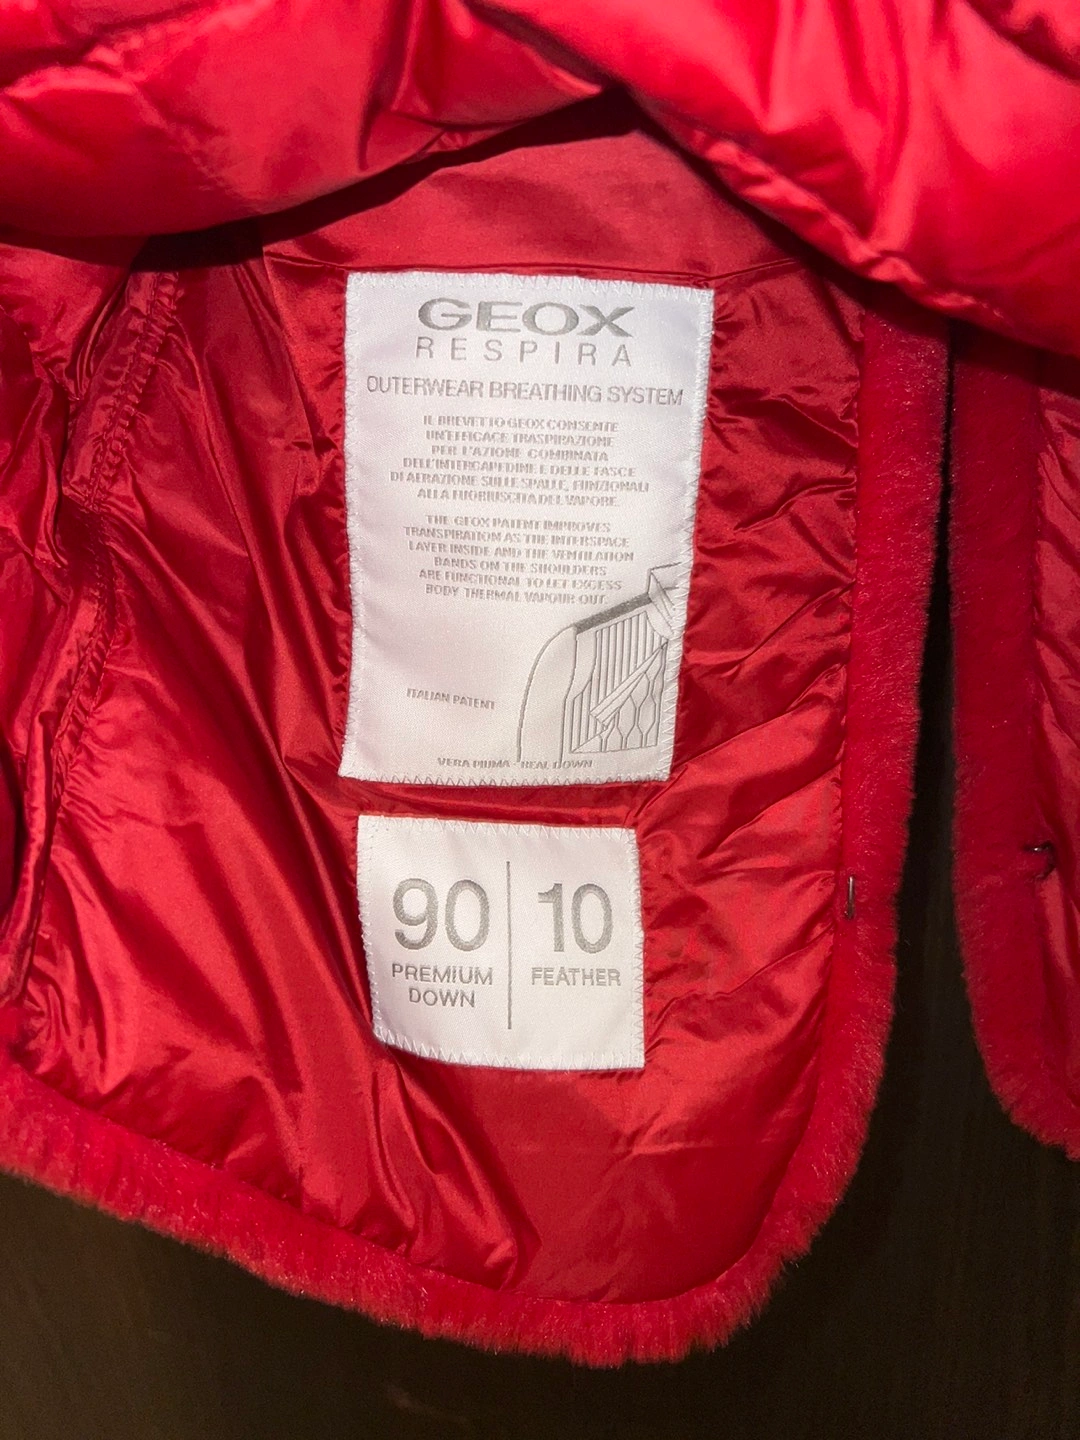 GEOX
RESPIRA
OUTERWEAR BREATHING SYSTEM
IL BREVETTO GEOX CONSENTE
UN'EFFICACE TRASPIRAZIONE
PER L'AZIONE COMBINATA
DELL'INTERCAPEDINE E DELLE FASCE
DI AERAZIONE SULLE SPALLE, FUNZIONALI
ALLA FUORIUSCITA DEL VAPORE.
THE GEOX PATENT IMPROVES
TRANSPIRATION AS THE INTERSPACE
LAYER INSIDE AND THE VENTILATION
BANDS ON THE SHOULDERS
ARE FUNCTIONAL TO LET EXCESS
BODY THERMAL VAPOUR OUT.
ITALIAN PATENT
VERA PIUMA - REAL DOWN
90 | 10
PREMIUM DOWN | FEATHER